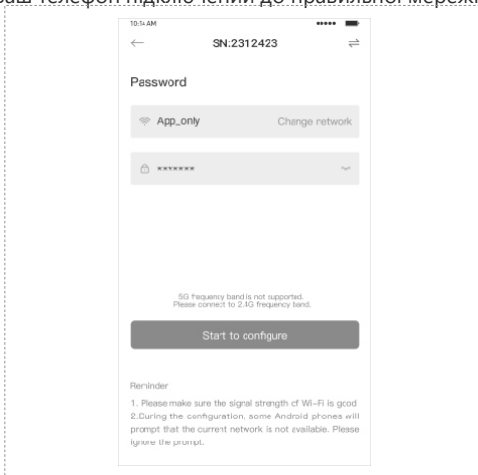 ваш телефон підключений до правильної мережі
10:14 AM
SN:2312423
Password
App_only Change network
*******
5G frequency band is not supported.
Please connect to 2.4G frequency band.
Start to configure
Reminder
1. Please make sure the signal strength of Wi-Fi is good
2.During the configuration, some Android phones will
prompt that the current network is not available. Please
ignore the prompt.